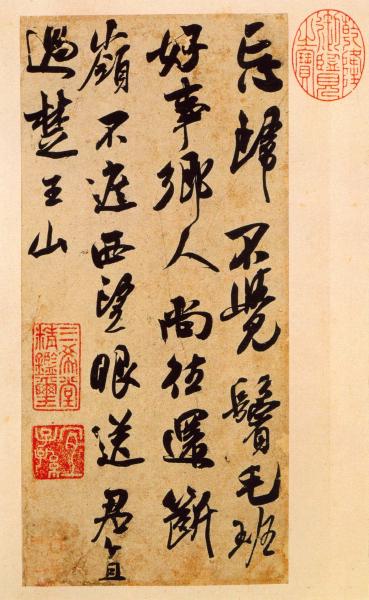 乾隆御覽之寶
忘歸不覺鬢毛班
好事鄉人尚往還斷
嶺不遮西望眼送君直
過楚王山
三希堂精鑑璽
宜子孫